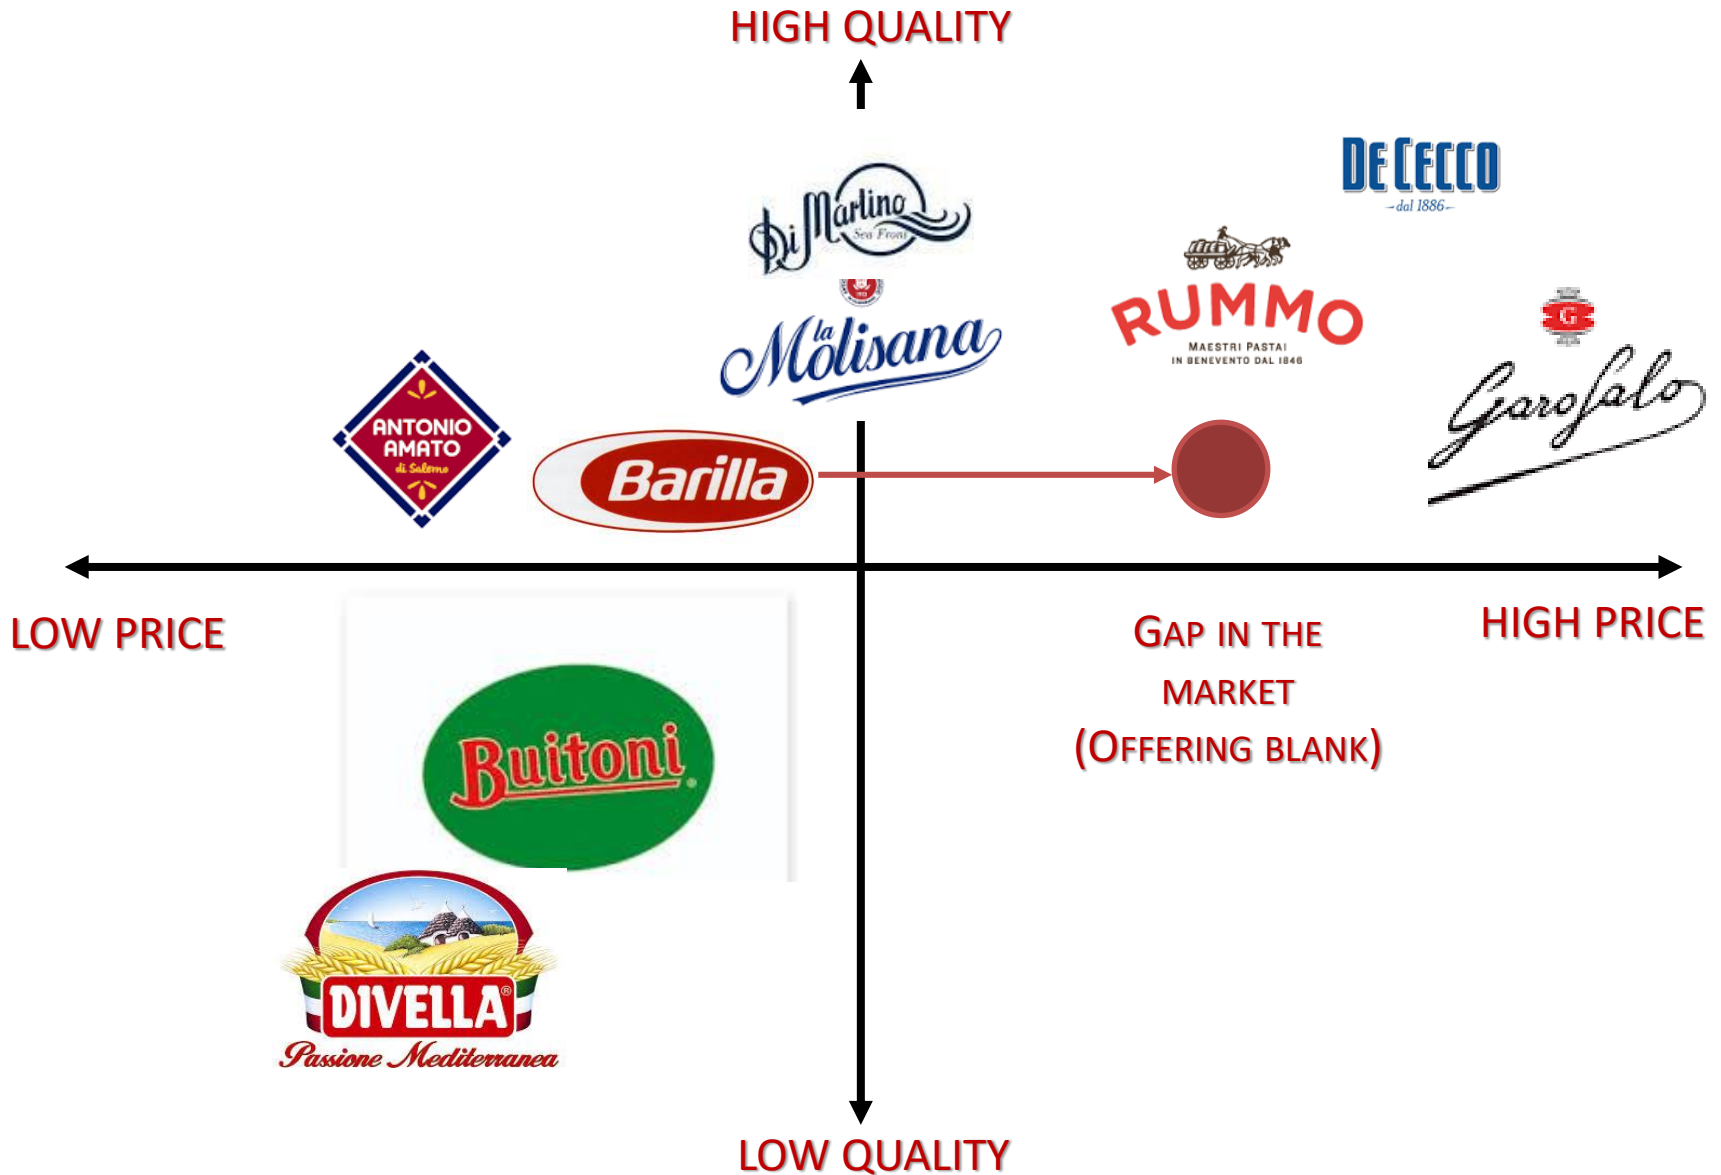 HIGH QUALITY
DE CECCO
dal 1886
Di Martino
Sea Front
RUMMO
MAESTRI PASTAI
IN BENEVENTO DAL 1846
la
Molisana
G
Garofalo
ANTONIO
AMATO
di Salerno
Barilla
LOW PRICE
HIGH PRICE
GAP IN THE
MARKET
(OFFERING BLANK)
Buitoni®
DIVELLA®
Passione Mediterranea
LOW QUALITY